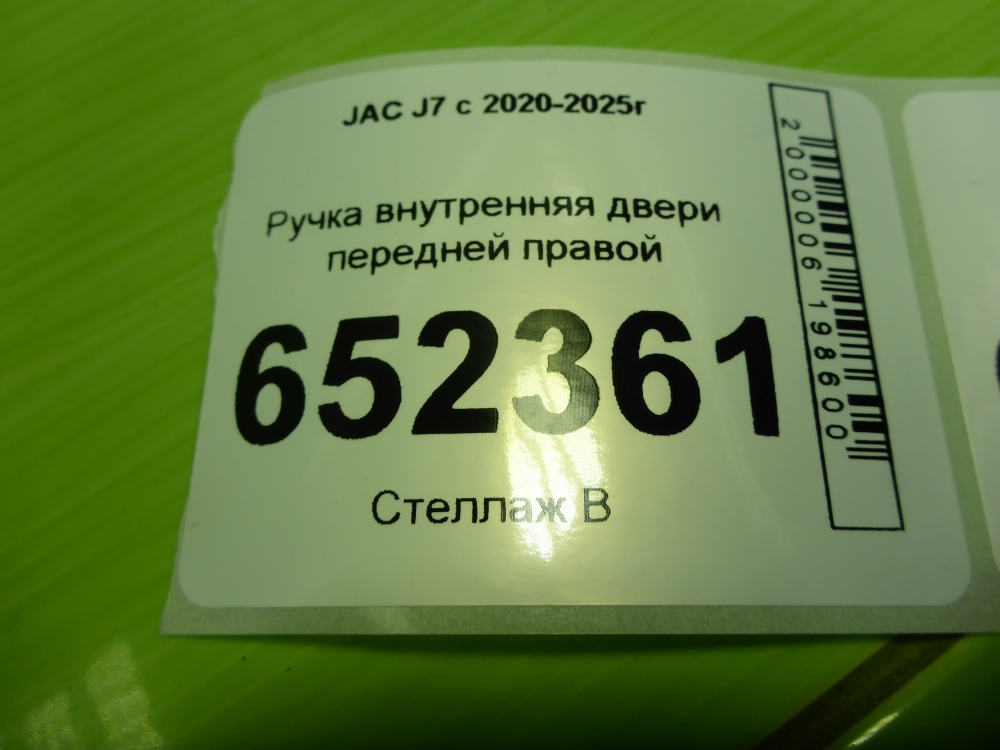 JAC J7 с 2020-2025г
Ручка внутренняя двери
передней правой
652361
Стеллаж В
2000006198600